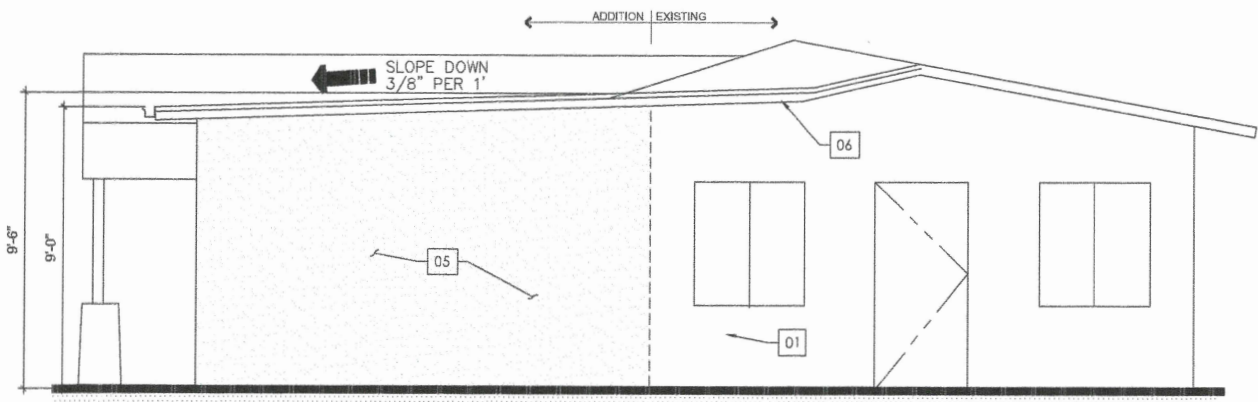 ADDITION EXISTING
SLOPE DOWN
3/8" PER 1'
06
9'-6"
9'-0"
05
01